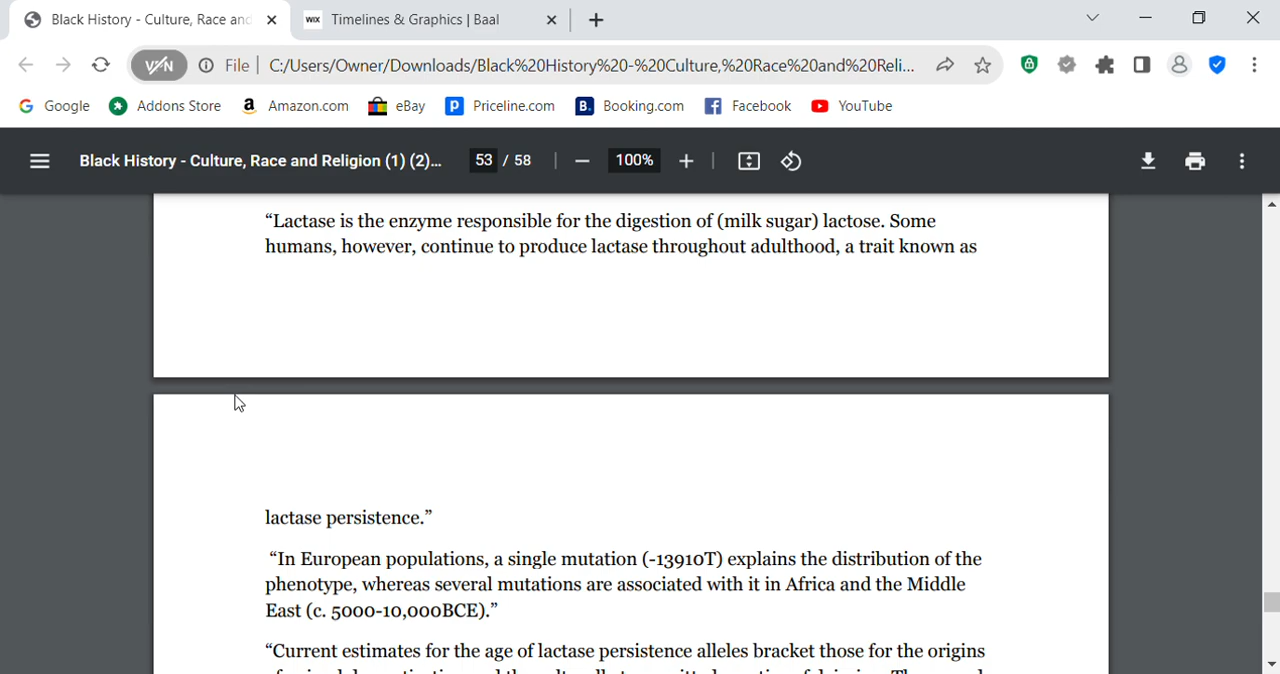 Black History - Culture, Race and
WIX Timelines & Graphics | Baal
VPN File C:/Users/Owner/Downloads/Black%20History%20-%20Culture,%20Race%20and%20Reli...
Google Addons Store Amazon.com eBay Priceline.com Booking.com Facebook YouTube
Black History - Culture, Race and Religion (1) (2)... 53 / 58 100%
“Lactase is the enzyme responsible for the digestion of (milk sugar) lactose. Some
humans, however, continue to produce lactase throughout adulthood, a trait known as
lactase persistence.”
“In European populations, a single mutation (-13910T) explains the distribution of the
phenotype, whereas several mutations are associated with it in Africa and the Middle
East (c. 5000-10,000BCE).”
“Current estimates for the age of lactase persistence alleles bracket those for the origins